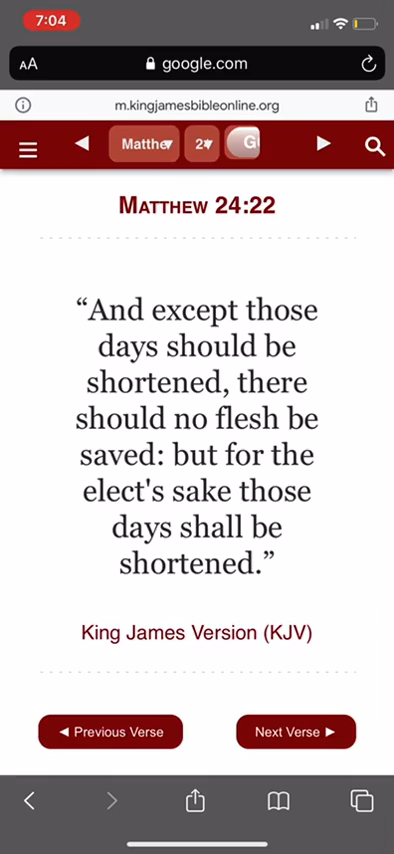 7:04
AA google.com
m.kingjamesbibleonline.org
Matthe 2 G
MATTHEW 24:22
“And except those
days should be
shortened, there
should no flesh be
saved: but for the
elect's sake those
days shall be
shortened.”
King James Version (KJV)
◄ Previous Verse Next Verse ►